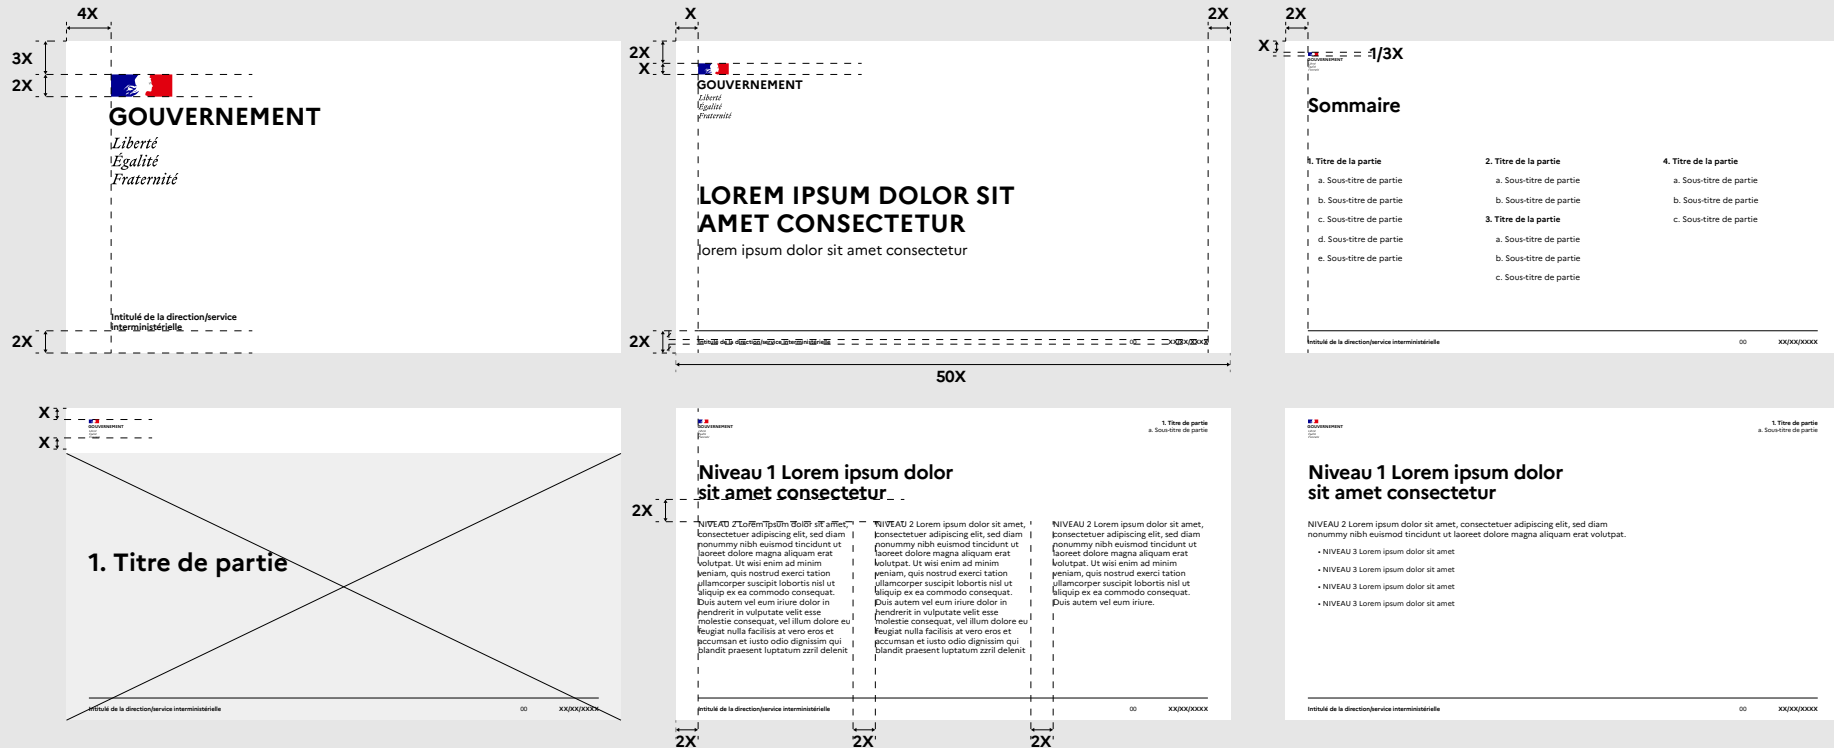 4X
3X
2X
GOUVERNEMENT
Liberté
Égalité
Fraternité
Intitulé de la direction/service
interministérielle
2X
X
2X
2X
X
GOUVERNEMENT
Liberté
Égalité
Fraternité
LOREM IPSUM DOLOR SIT
AMET CONSECTETUR
lorem ipsum dolor sit amet consectetur
2X
Intitulé de la direction/service interministérielle
00
XX/XX/XXXX
50X
2X
X
1/3X
GOUVERNEMENT
Sommaire
1. Titre de la partie
a. Sous-titre de partie
b. Sous-titre de partie
c. Sous-titre de partie
d. Sous-titre de partie
e. Sous-titre de partie
2. Titre de la partie
a. Sous-titre de partie
b. Sous-titre de partie
3. Titre de la partie
a. Sous-titre de partie
b. Sous-titre de partie
c. Sous-titre de partie
4. Titre de la partie
a. Sous-titre de partie
b. Sous-titre de partie
c. Sous-titre de partie
Intitulé de la direction/service interministérielle
00
XX/XX/XXXX
X
X
GOUVERNEMENT
1. Titre de partie
Intitulé de la direction/service interministérielle
00
XX/XX/XXXX
GOUVERNEMENT
1. Titre de partie
a. Sous-titre de partie
Niveau 1 Lorem ipsum dolor
sit amet consectetur
2X
NIVEAU 2 Lorem ipsum dolor sit amet,
consectetuer adipiscing elit, sed diam
nonummy nibh euismod tincidunt ut
laoreet dolore magna aliquam erat
volutpat. Ut wisi enim ad minim
veniam, quis nostrud exerci tation
ullamcorper suscipit lobortis nisl ut
aliquip ex ea commodo consequat.
Duis autem vel eum iriure dolor in
hendrerit in vulputate velit esse
molestie consequat, vel illum dolore eu
feugiat nulla facilisis at vero eros et
accumsan et iusto odio dignissim qui
blandit praesent luptatum zzril delenit
NIVEAU 2 Lorem ipsum dolor sit amet,
consectetuer adipiscing elit, sed diam
nonummy nibh euismod tincidunt ut
laoreet dolore magna aliquam erat
volutpat. Ut wisi enim ad minim
veniam, quis nostrud exerci tation
ullamcorper suscipit lobortis nisl ut
aliquip ex ea commodo consequat.
Duis autem vel eum iriure dolor in
hendrerit in vulputate velit esse
molestie consequat, vel illum dolore eu
feugiat nulla facilisis at vero eros et
accumsan et iusto odio dignissim qui
blandit praesent luptatum zzril delenit
NIVEAU 2 Lorem ipsum dolor sit amet,
consectetuer adipiscing elit, sed diam
nonummy nibh euismod tincidunt ut
laoreet dolore magna aliquam erat
volutpat. Ut wisi enim ad minim
veniam, quis nostrud exerci tation
ullamcorper suscipit lobortis nisl ut
aliquip ex ea commodo consequat.
Duis autem vel eum iriure.
Intitulé de la direction/service interministérielle
00
XX/XX/XXXX
2X
2X
2X
GOUVERNEMENT
1. Titre de partie
a. Sous-titre de partie
Niveau 1 Lorem ipsum dolor
sit amet consectetur
NIVEAU 2 Lorem ipsum dolor sit amet, consectetuer adipiscing elit, sed diam
nonummy nibh euismod tincidunt ut laoreet dolore magna aliquam erat volutpat.
• NIVEAU 3 Lorem ipsum dolor sit amet
• NIVEAU 3 Lorem ipsum dolor sit amet
• NIVEAU 3 Lorem ipsum dolor sit amet
• NIVEAU 3 Lorem ipsum dolor sit amet
Intitulé de la direction/service interministérielle
00
XX/XX/XXXX